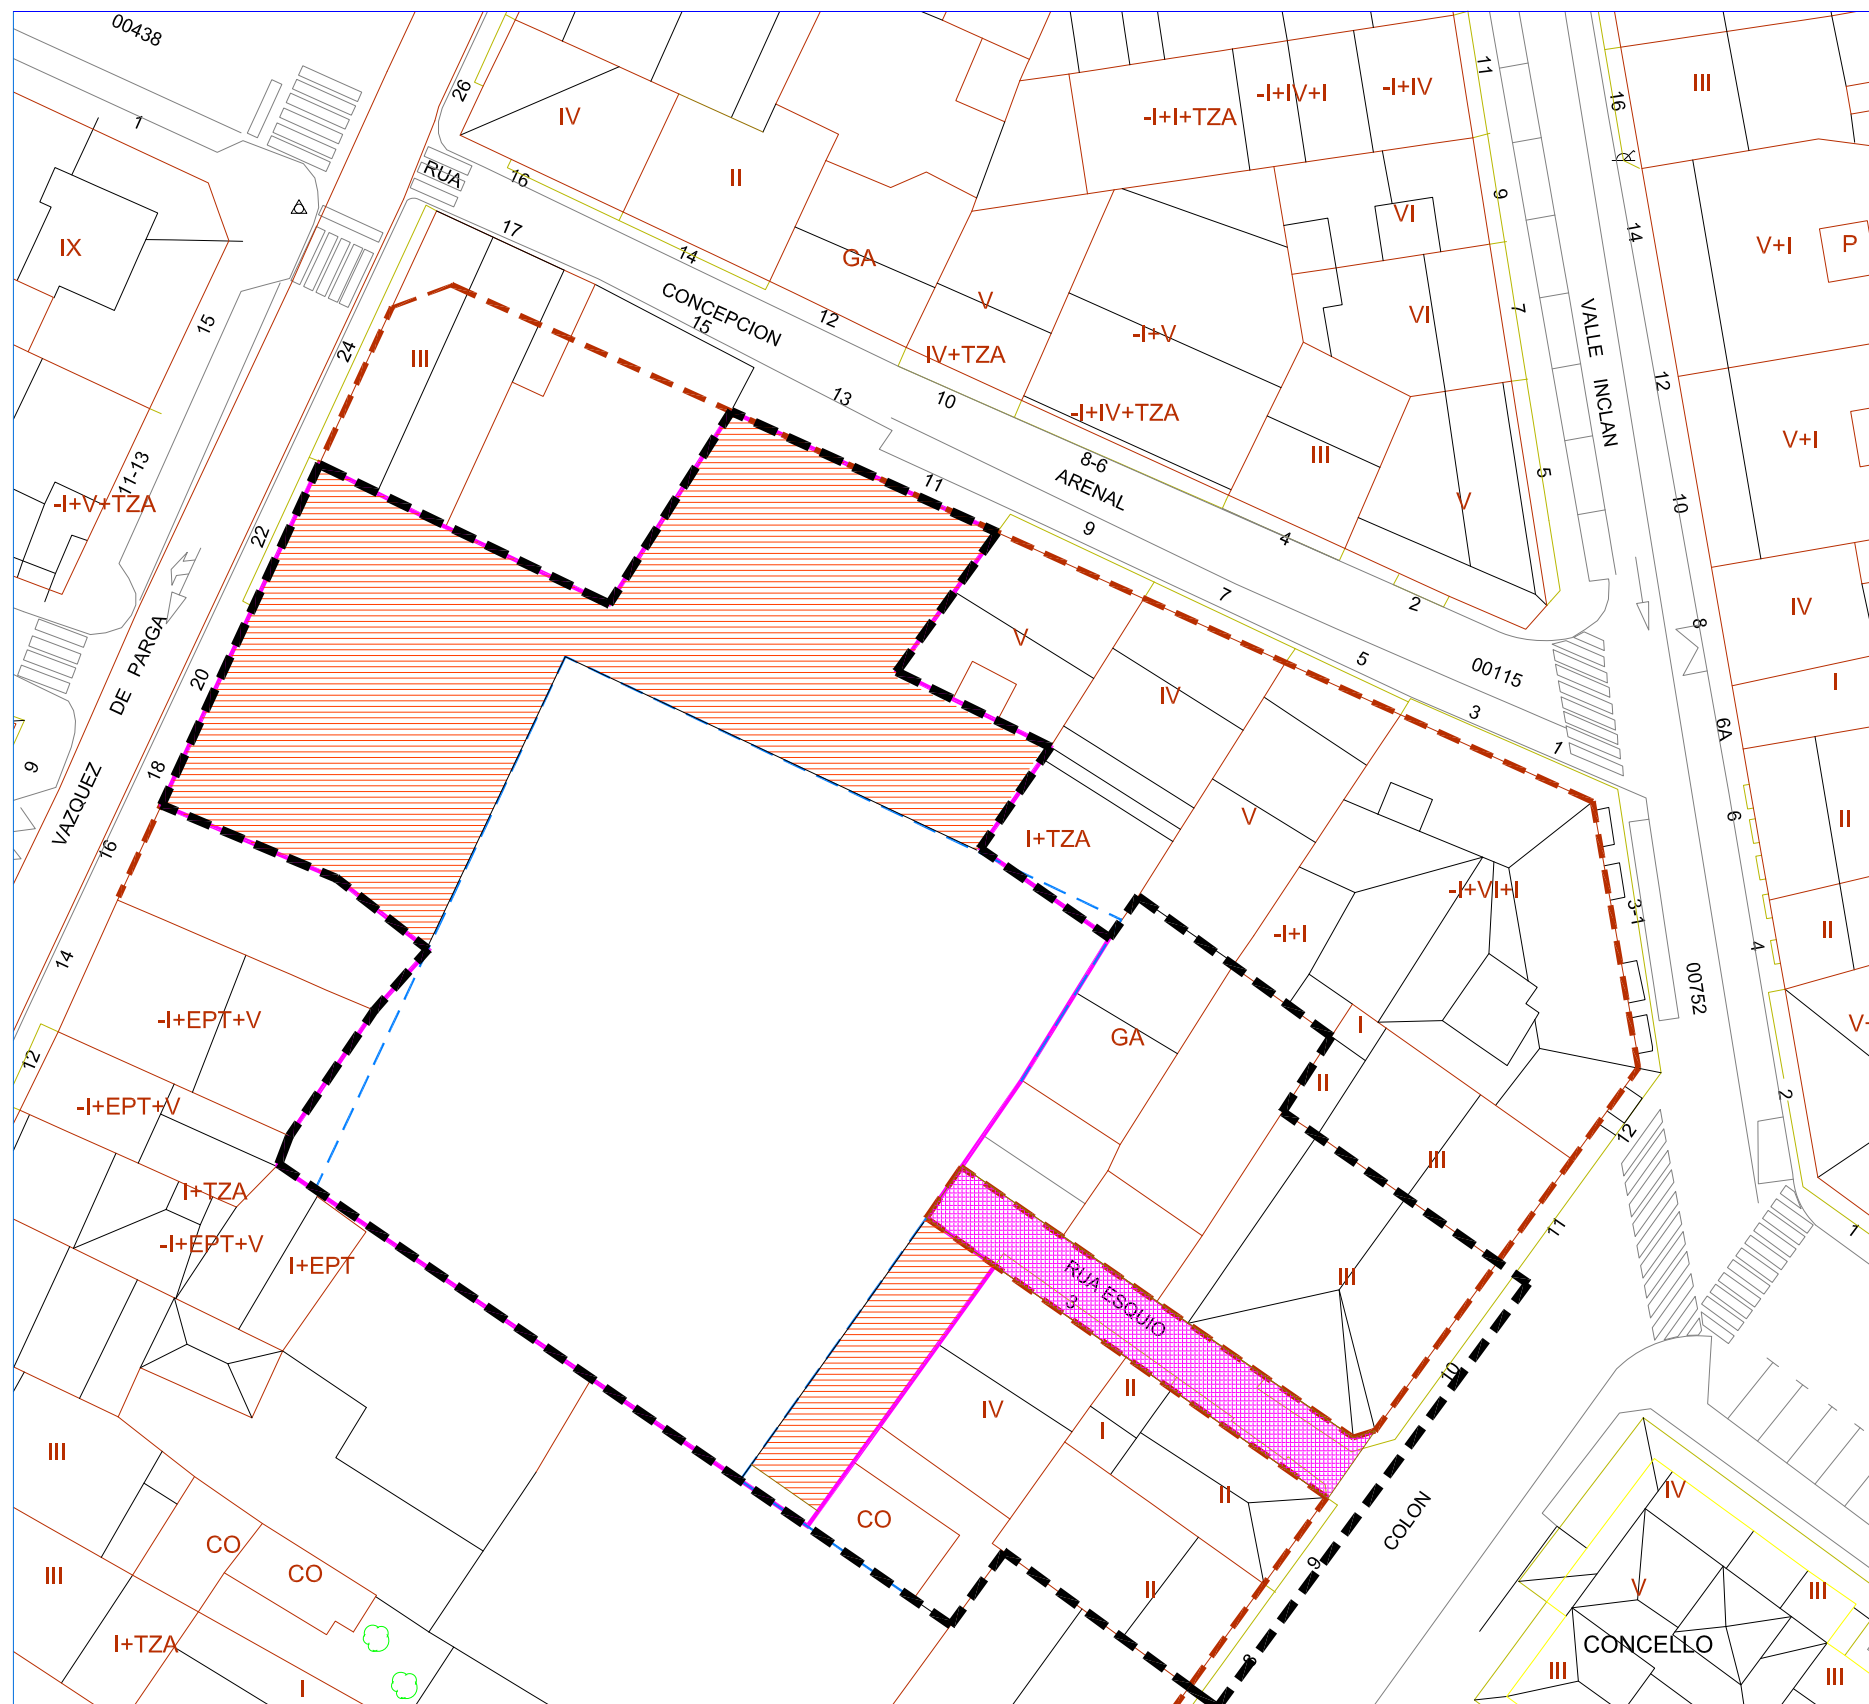 00438
1
26
IV
-I+I+TZA
-I+IV+I
-I+IV
11
16
III
RUA
16
II
17
14
GA
IX
VI
9
14
V+I
P
15
24
III
CONCEPCION
15
12
V
IV+TZA
-I+V
VI
7
VALLE INCLAN
12
13
10
-I+IV+TZA
III
V
5
V+I
11-13
-I+V+TZA
22
11
8-6
ARENAL
9
4
2
10
IV
VAZQUEZ DE PARGA
20
18
16
14
12
9
V
IV
7
5
00115
3
1
8
I
6A
II
6
V
I+TZA
-I+VI+I
-I+I
3-1
4
II
00752
V-
-I+EPT+V
-I+EPT+V
GA
I
II
III
12
2
1
I+TZA
-I+EPT+V
I+EPT
11
III
RUA ESQUIO
3
10
II
IV
I
II
III
CO
COLON
IV
III
CO
CO
9
II
V
III
I+TZA
I
8
CONCELLO
III
III